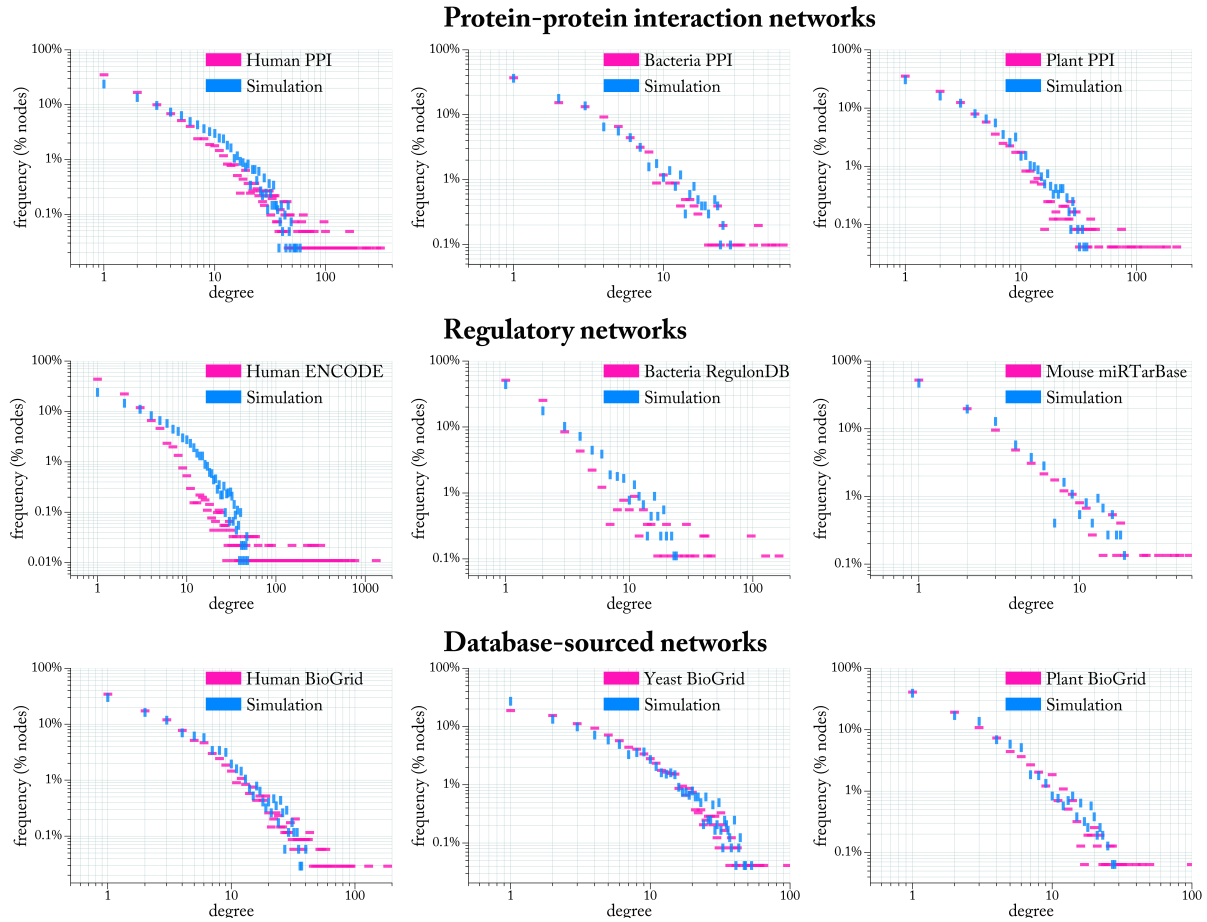 Protein-protein interaction networks
100%
10%
1%
0.1%
frequency (% nodes)
Human PPI
Simulation
1
10
100
degree
100%
10%
1%
0.1%
frequency (% nodes)
Bacteria PPI
Simulation
1
10
degree
100%
10%
1%
0.1%
frequency (% nodes)
Plant PPI
Simulation
1
10
100
degree
Regulatory networks
100%
10%
1%
0.1%
0.01%
frequency (% nodes)
Human ENCODE
Simulation
1
10
100
1000
degree
100%
10%
1%
0.1%
frequency (% nodes)
Bacteria RegulonDB
Simulation
1
10
100
degree
100%
10%
1%
0.1%
frequency (% nodes)
Mouse miRTarBase
Simulation
1
10
degree
Database-sourced networks
100%
10%
1%
0.1%
frequency (% nodes)
Human BioGrid
Simulation
1
10
100
degree
100%
10%
1%
0.1%
frequency (% nodes)
Yeast BioGrid
Simulation
1
10
100
degree
100%
10%
1%
0.1%
frequency (% nodes)
Plant BioGrid
Simulation
1
10
100
degree